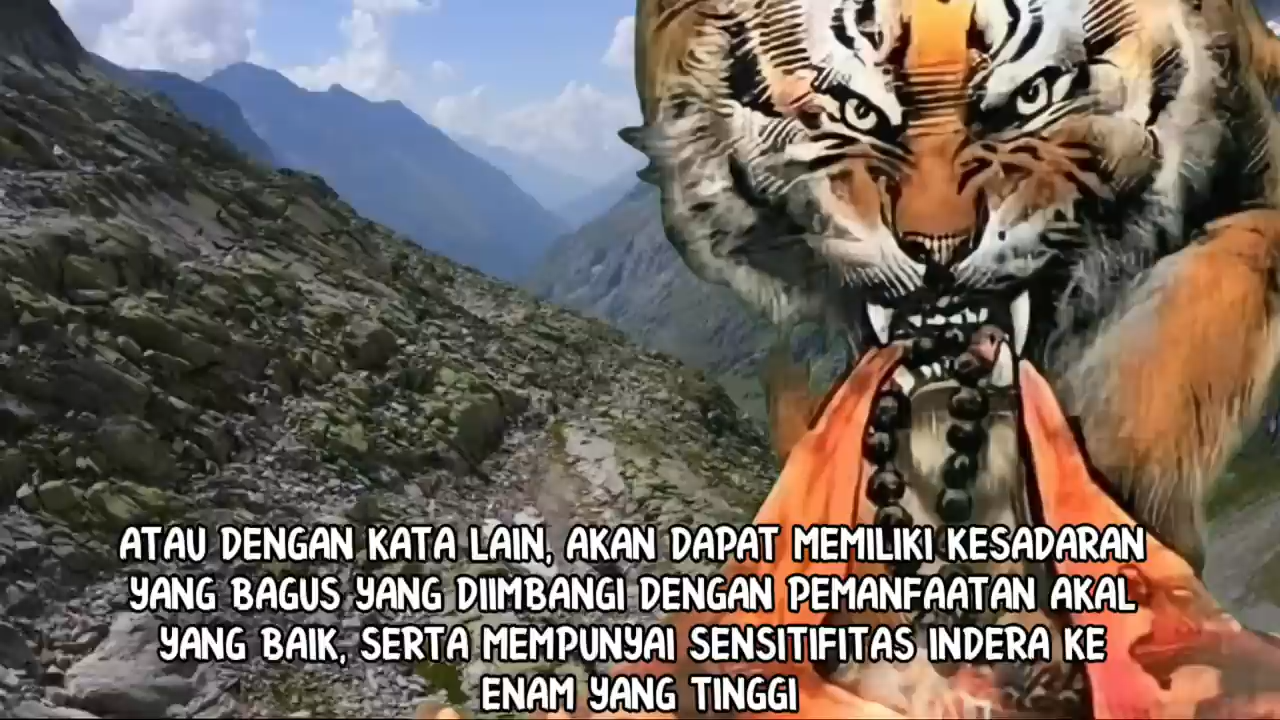 ATAU DENGAN KATA LAIN, AKAN DAPAT MEMILIKI KESADARAN
YANG BAGUS YANG DIIMBANGI DENGAN PEMANFAATAN AKAL
YANG BAIK, SERTA MEMPUNYAI SENSITIFITAS INDERA KE
ENAM YANG TINGGI